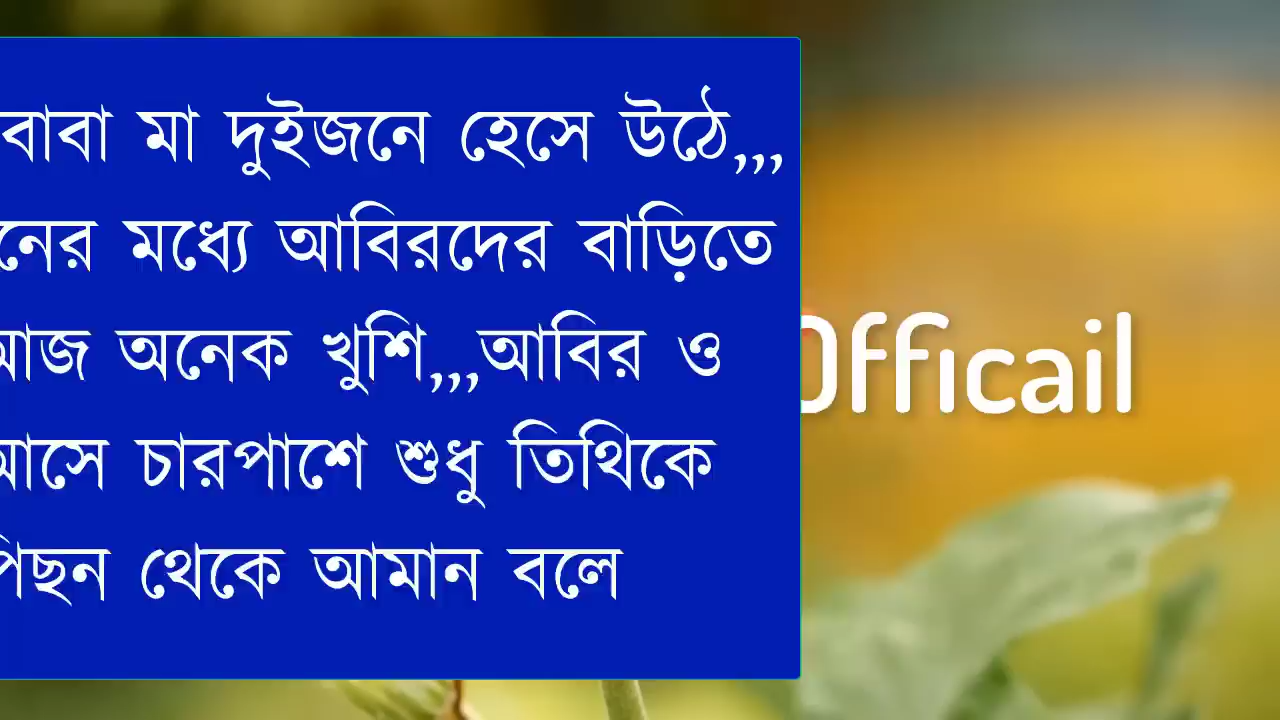 বাবা মা দুইজনে হেসে উঠে,,,
নের মধ্যে আবিরদের বাড়িতে
আজ অনেক খুশি,,,আবির ও
আসে চারপাশে শুধু তিথিকে
পিছন থেকে আমান বলে
Officail